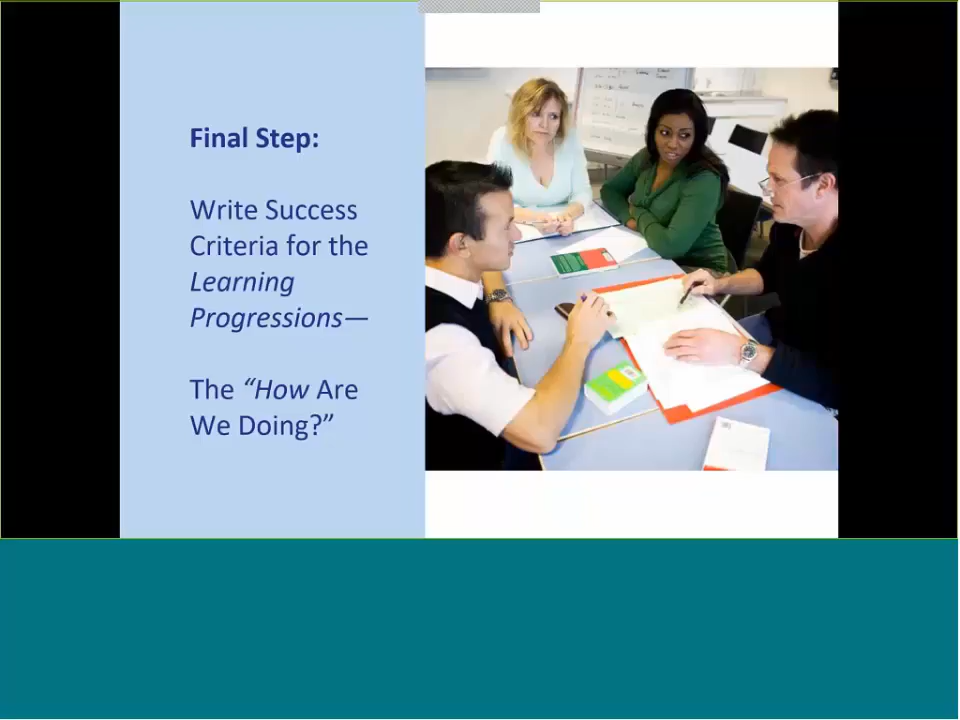 Final Step:
Write Success
Criteria for the
Learning
Progressions—
The “How Are
We Doing?”